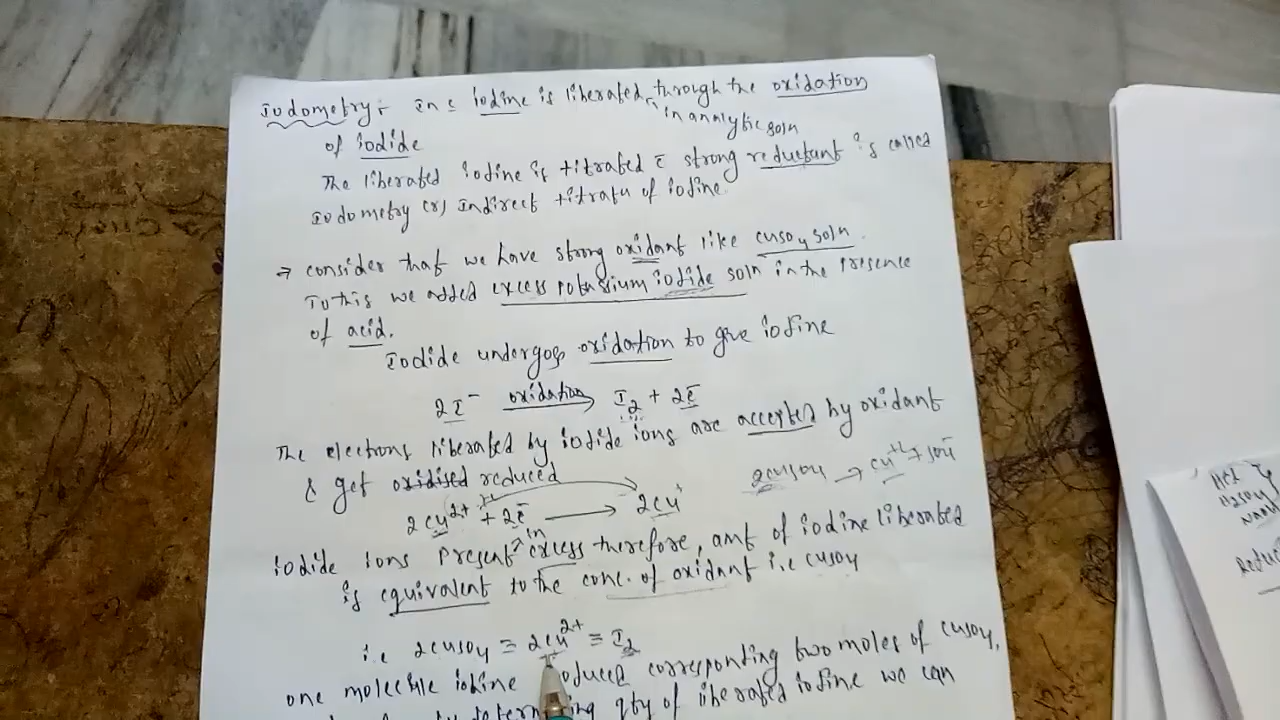 Iodometry:- In c̄ iodine is liberated through the oxidation
in analytic soln
of iodide
The liberated iodine is titrated c̄ strong reductant is called
Iodometry (or) Indirect titratn of iodine.
→ consider that we have strong oxidant like CuSO4 soln.
To this we added excess potassium iodide soln in the presence
of acid.
Iodide undergoes oxidation to give iodine
2I⁻ oxidation → I2 + 2ē
The electrons liberated by iodide ions are accepted by oxidant
& get oxidised reduced
2CuSO4 → Cu+2 + SO4⁻
2Cu2+ + 2ē → 2Cu⁺
iodide ions present in excess therefore, amt of iodine liberated
is equivalent to the conc. of oxidant i.e CuSO4
i.e 2CuSO4 ≡ 2Cu2+ ≡ I2
one molecule iodine corresponding two moles of CuSO4,
qty of liberated iodine we can
HCl
H2SO4